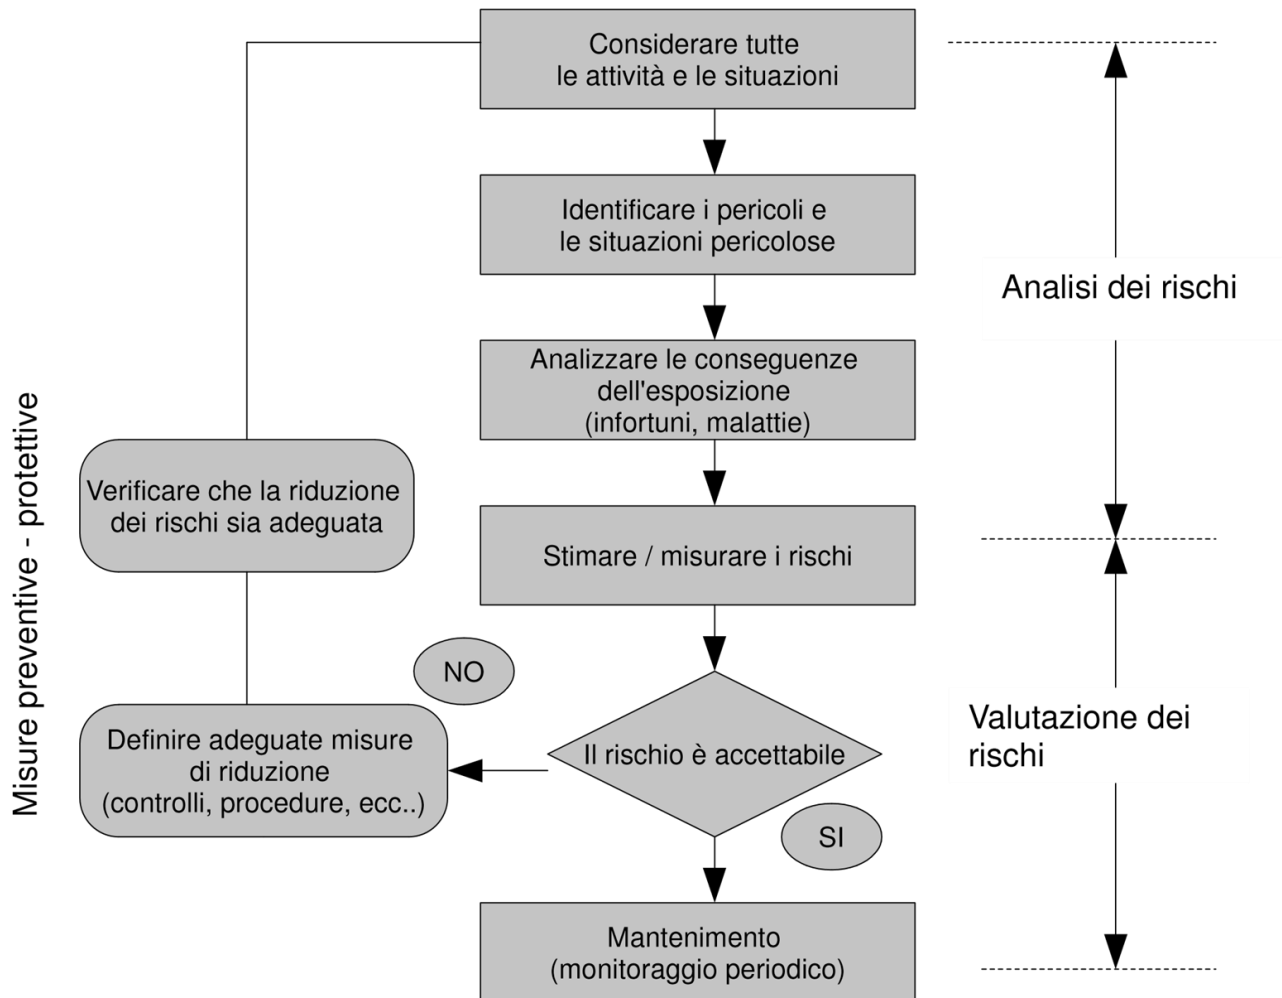 Considerare tutte
le attività e le situazioni
Identificare i pericoli e
le situazioni pericolose
Analisi dei rischi
Analizzare le conseguenze
dell'esposizione
(infortuni, malattie)
Misure preventive - protettive
Verificare che la riduzione
dei rischi sia adeguata
Stimare / misurare i rischi
NO
Valutazione dei
rischi
Definire adeguate misure
di riduzione
(controlli, procedure, ecc..)
Il rischio è accettabile
SI
Mantenimento
(monitoraggio periodico)